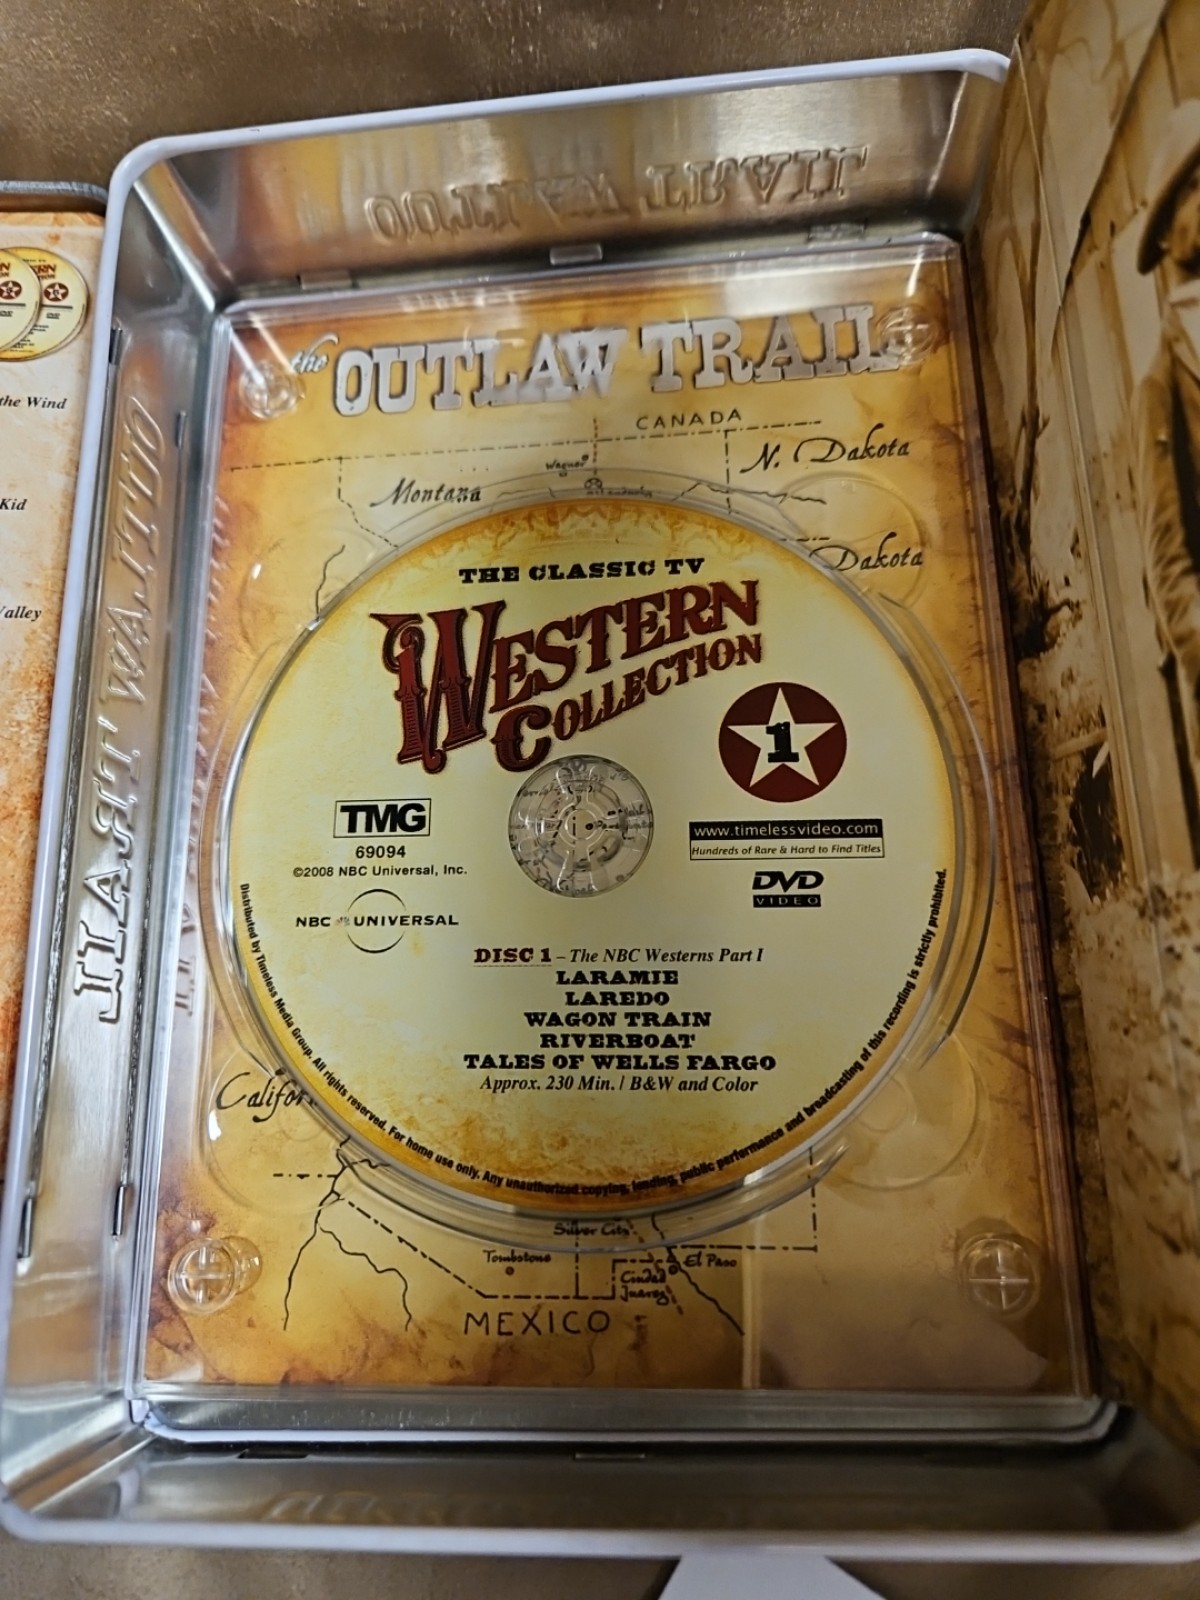 the OUTLAW TRAIL
CANADA
N. Dakota
Wagner
Montana
Dakota
THE CLASSIC TV
WESTERN
COLLECTION
1
TMG
69094
©2008 NBC Universal, Inc.
NBC UNIVERSAL
www.timelessvideo.com
Hundreds of Rare & Hard to Find Titles
DVD
VIDEO
DISC 1 – The NBC Westerns Part I
LARAMIE
LAREDO
WAGON TRAIN
RIVERBOAT
TALES OF WELLS FARGO
Approx. 230 Min. / B&W and Color
Distributed by Timeless Media Group. All rights reserved. For home use only. Any unauthorized copying, lending, public performance and broadcasting of this recording is strictly prohibited.
Califor
Silver City
Tombstone
El Paso
Ciudad
Juarez
MEXICO
the Wind
Kid
Valley
OUTLAW TRAIL
OUTLAW TRAIL